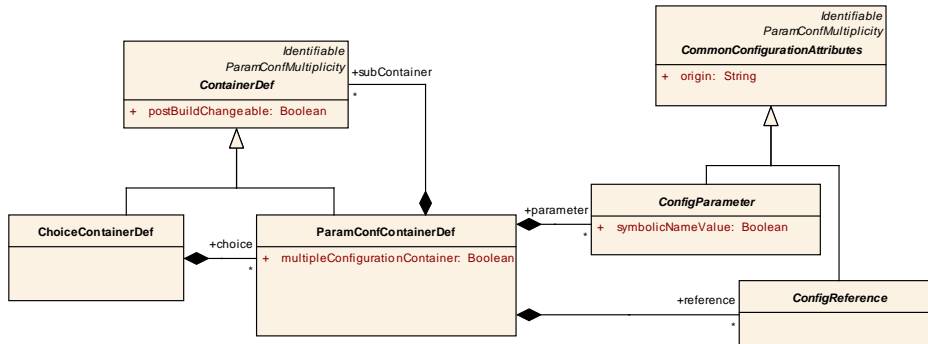 Identifiable
ParamConfMultiplicity
CommonConfigurationAttributes
+ origin: String
Identifiable
ParamConfMultiplicity
ContainerDef
+ postBuildChangeable: Boolean
+subContainer
*
ConfigParameter
+ symbolicNameValue: Boolean
+parameter
*
ChoiceContainerDef
+choice
*
ParamConfContainerDef
+ multipleConfigurationContainer: Boolean
+reference
*
ConfigReference